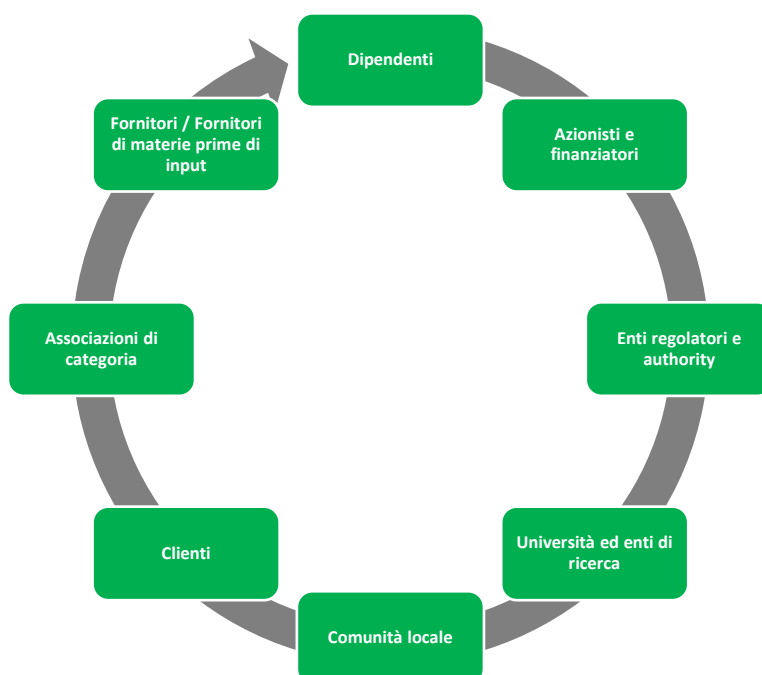 Dipendenti
Azionisti e
finanziatori
Enti regolatori e
authority
Università ed enti di
ricerca
Comunità locale
Clienti
Associazioni di
categoria
Fornitori / Fornitori
di materie prime di
input